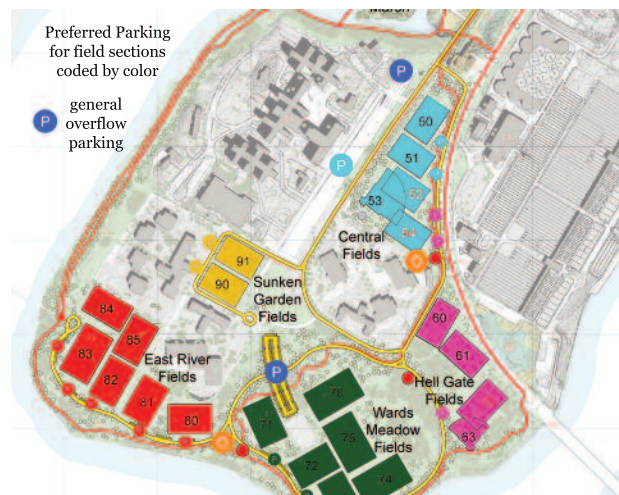 Preferred Parking
for field sections
coded by color
P
general
overflow
parking
P
P
50
51
52
53
Central
Fields
91
90
Sunken
Garden
Fields
84
85
83
82
81
80
East River
Fields
60
61
Hell Gate
Fields
63
P
70
71
Wards
Meadow
Fields
75
72
74